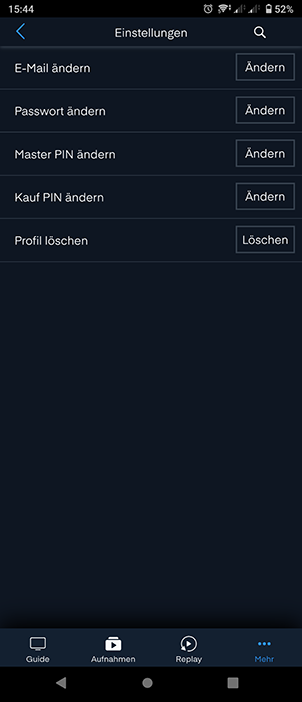 15:44 52%
Einstellungen
E-Mail ändern Ändern
Passwort ändern Ändern
Master PIN ändern Ändern
Kauf PIN ändern Ändern
Profil löschen Löschen
Guide Aufnahmen Replay Mehr